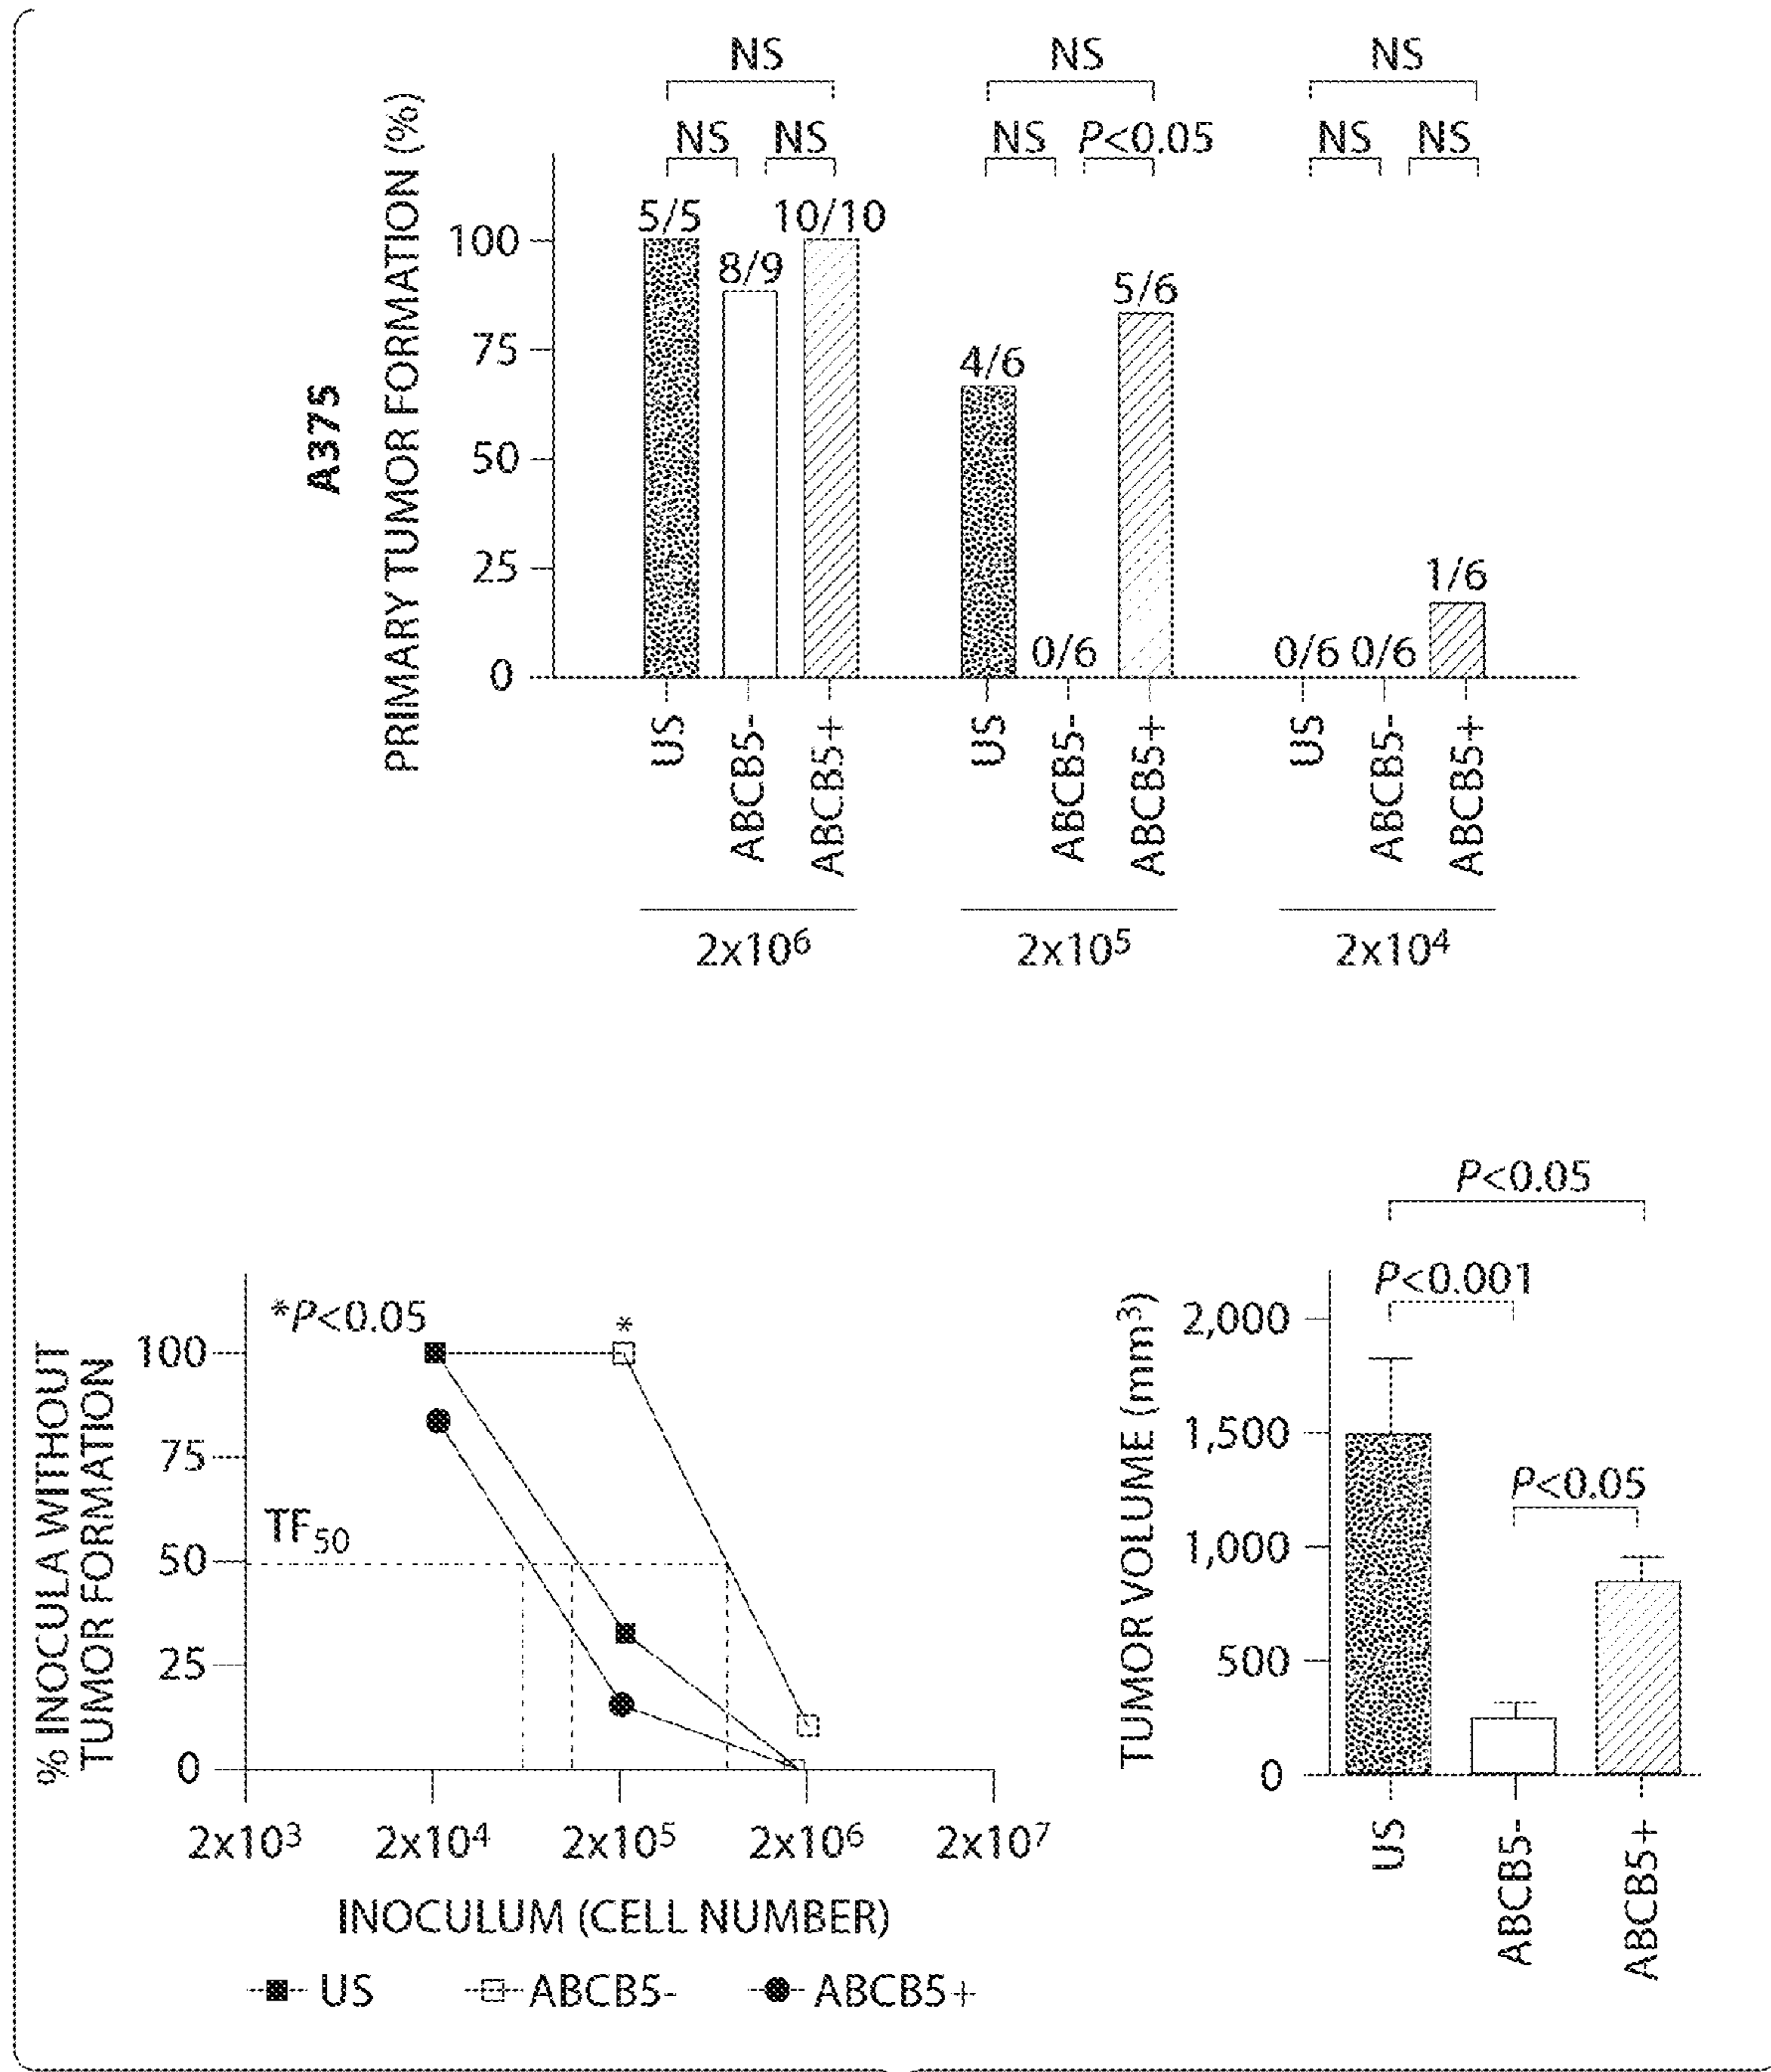 NS NS NS
NS NS NS P<0.05 NS NS
A375
PRIMARY TUMOR FORMATION (%)
100
75
50
25
0
5/5 8/9 10/10
4/6 0/6 5/6
0/6 0/6 1/6
US ABCB5- ABCB5+ US ABCB5- ABCB5+ US ABCB5- ABCB5+
2x10⁶ 2x10⁵ 2x10⁴
% INOCULA WITHOUT
TUMOR FORMATION
*P<0.05
*
100
75
TF₅₀
50
25
0
2x10³ 2x10⁴ 2x10⁵ 2x10⁶ 2x10⁷
INOCULUM (CELL NUMBER)
US ABCB5- ABCB5+
TUMOR VOLUME (mm³)
P<0.05
P<0.001
P<0.05
2,000
1,500
1,000
500
0
US ABCB5- ABCB5+